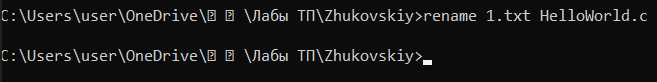 C:\Users\user\OneDrive\⍰ ⍰ \Лабы ТП\Zhukovskiy>rename 1.txt HelloWorld.c
C:\Users\user\OneDrive\⍰ ⍰ \Лабы ТП\Zhukovskiy>